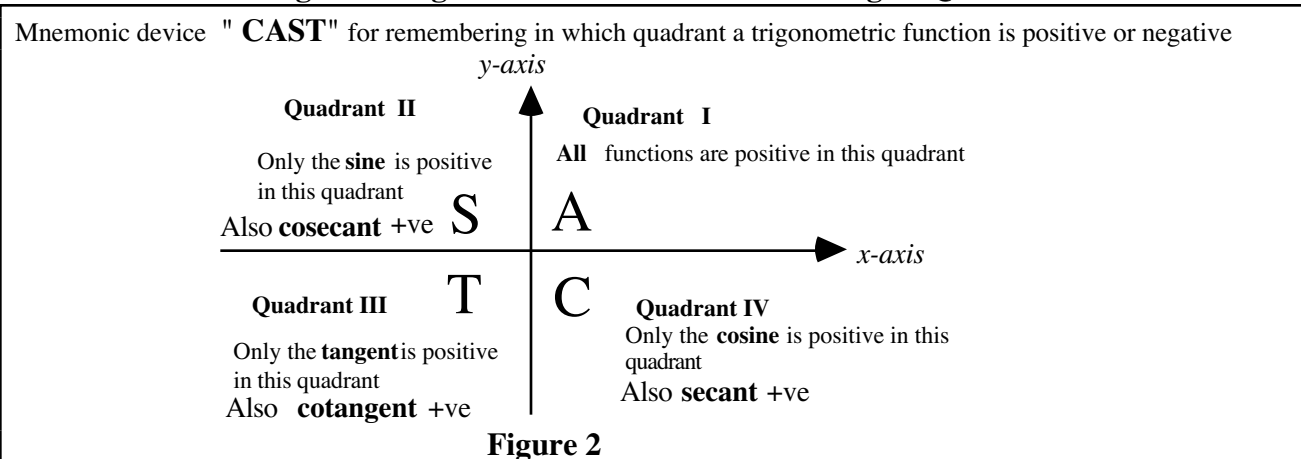 Mnemonic device " CAST" for remembering in which quadrant a trigonometric function is positive or negative
y-axis
Quadrant II
Quadrant I
Only the sine is positive
in this quadrant
Also cosecant +ve
All functions are positive in this quadrant
S
A
x-axis
T
C
Quadrant III
Only the tangent is positive
in this quadrant
Also cotangent +ve
Quadrant IV
Only the cosine is positive in this
quadrant
Also secant +ve
Figure 2